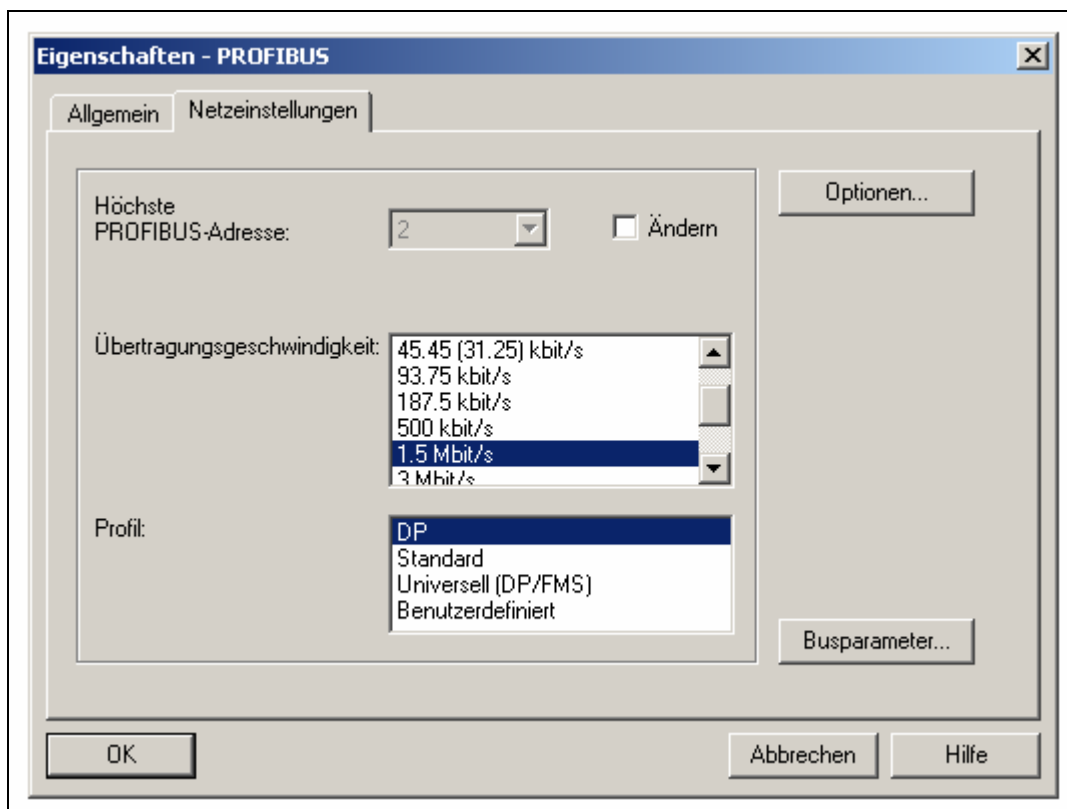 Eigenschaften - PROFIBUS
Allgemein
Netzeinstellungen
Höchste
PROFIBUS-Adresse:
2
Ändern
Optionen...
Übertragungsgeschwindigkeit:
45.45 (31.25) kbit/s
93.75 kbit/s
187.5 kbit/s
500 kbit/s
1.5 Mbit/s
3 Mbit/s
Profil:
DP
Standard
Universell (DP/FMS)
Benutzerdefiniert
Busparameter...
OK
Abbrechen
Hilfe